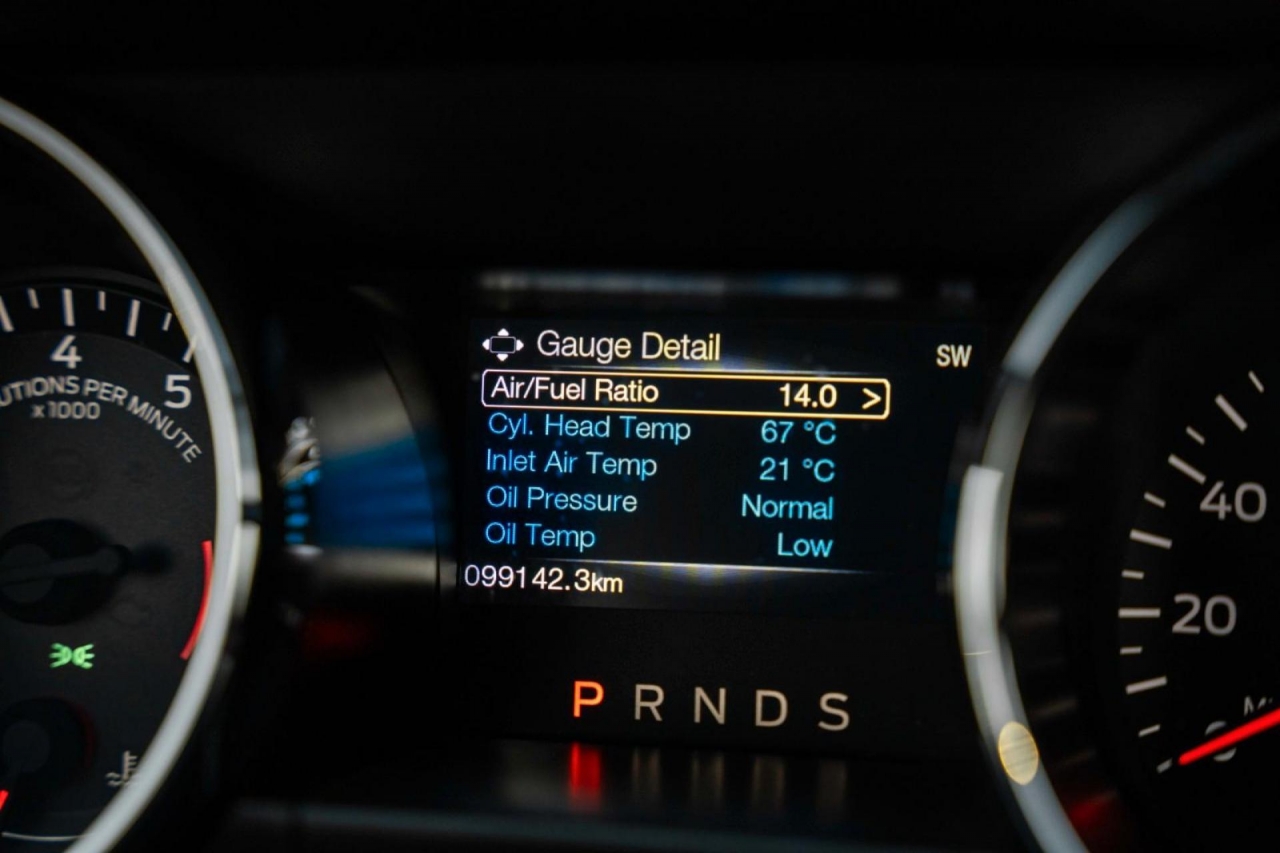 4
5
UTIONS PER MINUTE
x1000
Gauge Detail
SW
Air/Fuel Ratio 14.0 >
Cyl. Head Temp 67 °C
Inlet Air Temp 21 °C
Oil Pressure Normal
Oil Temp Low
099142.3km
P R N D S
40
20
0